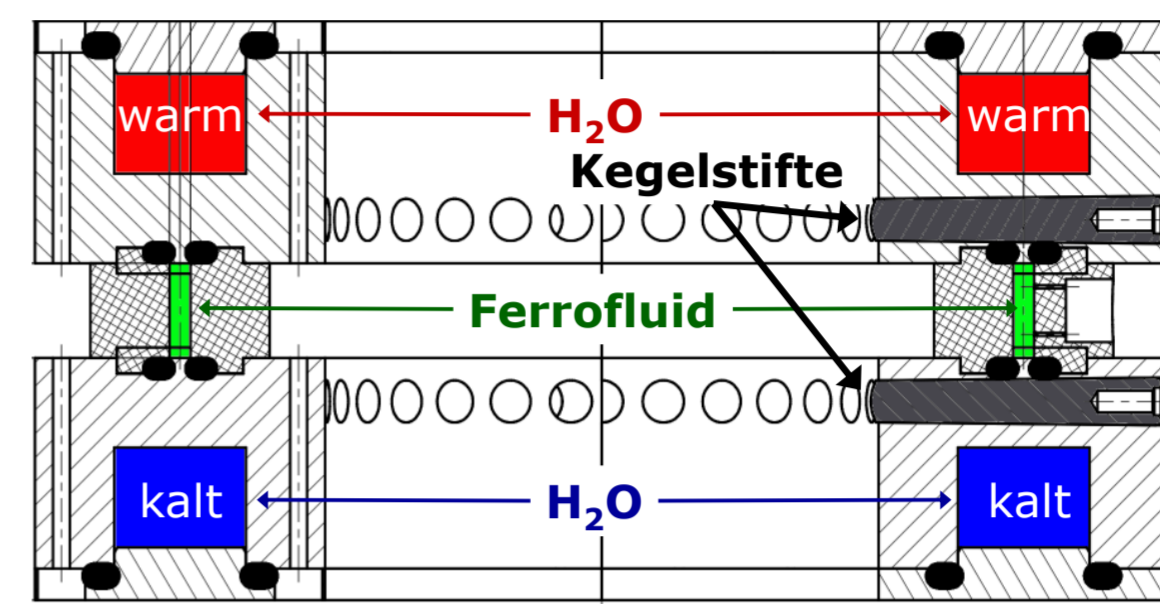 warm H₂O warm
Kegelstifte
Ferrofluid
kalt H₂O kalt